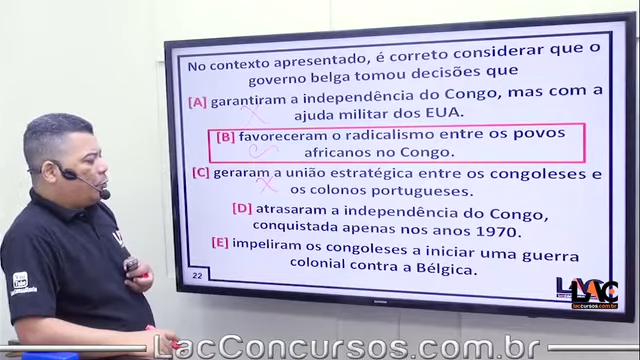 No contexto apresentado, é correto considerar que o
governo belga tomou decisões que
[A] garantiram a independência do Congo, mas com a
ajuda militar dos EUA.
[B] favoreceram o radicalismo entre os povos
africanos no Congo.
[C] geraram a união estratégica entre os congoleses e
os colonos portugueses.
[D] atrasaram a independência do Congo,
conquistada apenas nos anos 1970.
[E] impeliram os congoleses a iniciar uma guerra
colonial contra a Bélgica.
22
LAC
laccursos.com.br
LacConcursos.com.br